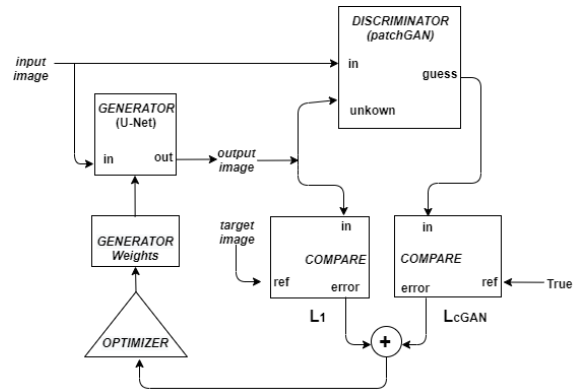 DISCRIMINATOR
(patchGAN)
input
image
in
guess
unkown
GENERATOR
(U-Net)
in
out
output
image
target
image
in
in
GENERATOR
Weights
COMPARE
COMPARE
ref
error
error
ref
True
L1
LcGAN
OPTIMIZER
+